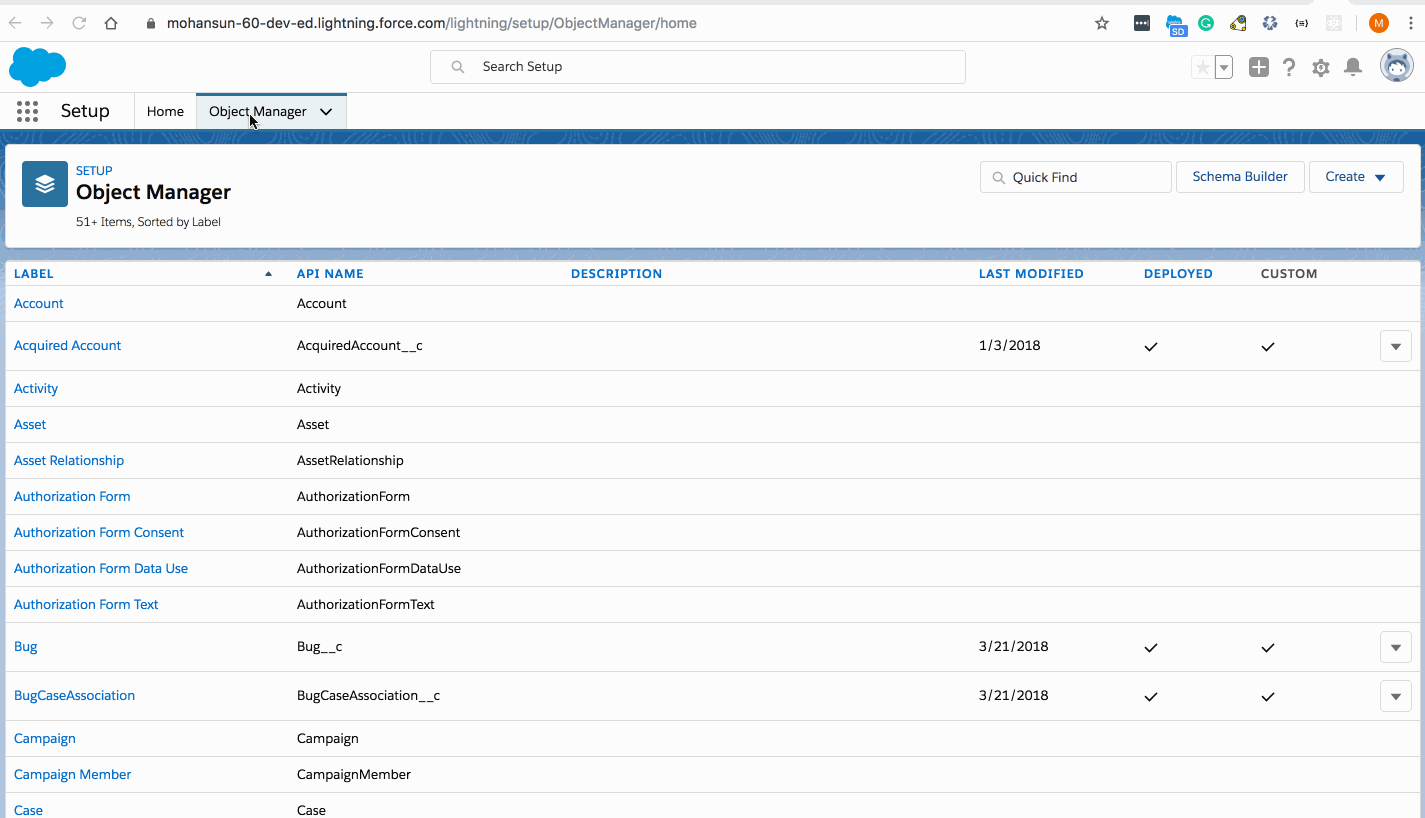 mohansun-60-dev-ed.lightning.force.com/lightning/setup/ObjectManager/home
SD
M
Search Setup
Setup
Home
Object Manager
SETUP
Object Manager
51+ Items, Sorted by Label
Quick Find
Schema Builder
Create
LABEL API NAME DESCRIPTION LAST MODIFIED DEPLOYED CUSTOM
Account Account
Acquired Account AcquiredAccount__c 1/3/2018
Activity Activity
Asset Asset
Asset Relationship AssetRelationship
Authorization Form AuthorizationForm
Authorization Form Consent AuthorizationFormConsent
Authorization Form Data Use AuthorizationFormDataUse
Authorization Form Text AuthorizationFormText
Bug Bug__c 3/21/2018
BugCaseAssociation BugCaseAssociation__c 3/21/2018
Campaign Campaign
Campaign Member CampaignMember
Case Case